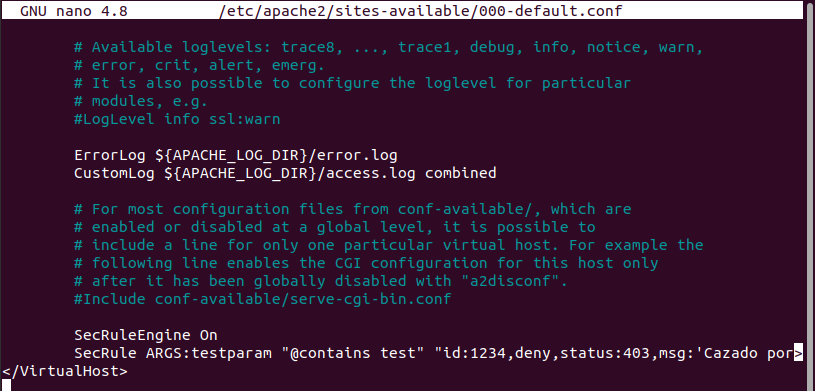 GNU nano 4.8 /etc/apache2/sites-available/000-default.conf
# Available loglevels: trace8, ..., trace1, debug, info, notice, warn,
# error, crit, alert, emerg.
# It is also possible to configure the loglevel for particular
# modules, e.g.
#LogLevel info ssl:warn
ErrorLog ${APACHE_LOG_DIR}/error.log
CustomLog ${APACHE_LOG_DIR}/access.log combined
# For most configuration files from conf-available/, which are
# enabled or disabled at a global level, it is possible to
# include a line for only one particular virtual host. For example the
# following line enables the CGI configuration for this host only
# after it has been globally disabled with "a2disconf".
#Include conf-available/serve-cgi-bin.conf
SecRuleEngine On
SecRule ARGS:testparam "@contains test" "id:1234,deny,status:403,msg:'Cazado por>
</VirtualHost>